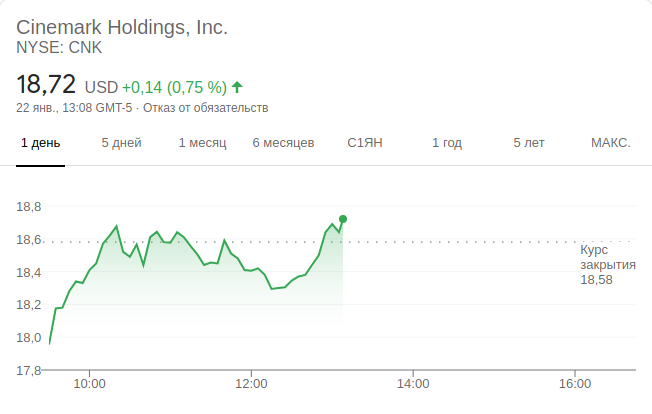 Cinemark Holdings, Inc.
NYSE: CNK
18,72 USD +0,14 (0,75 %)
22 янв., 13:08 GMT-5 · Отказ от обязательств
1 день 5 дней 1 месяц 6 месяцев С1ЯН 1 год 5 лет МАКС.
18,8
18,6
Курс
закрытия
18,58
18,4
18,2
18,0
17,8
10:00 12:00 14:00 16:00